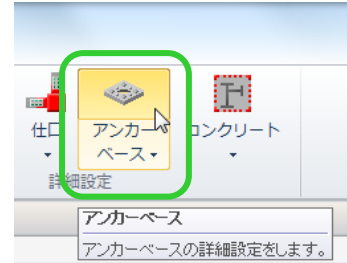 仕口
アンカー
ベース
コンクリート
詳細設定
アンカーベース
アンカーベースの詳細設定をします。